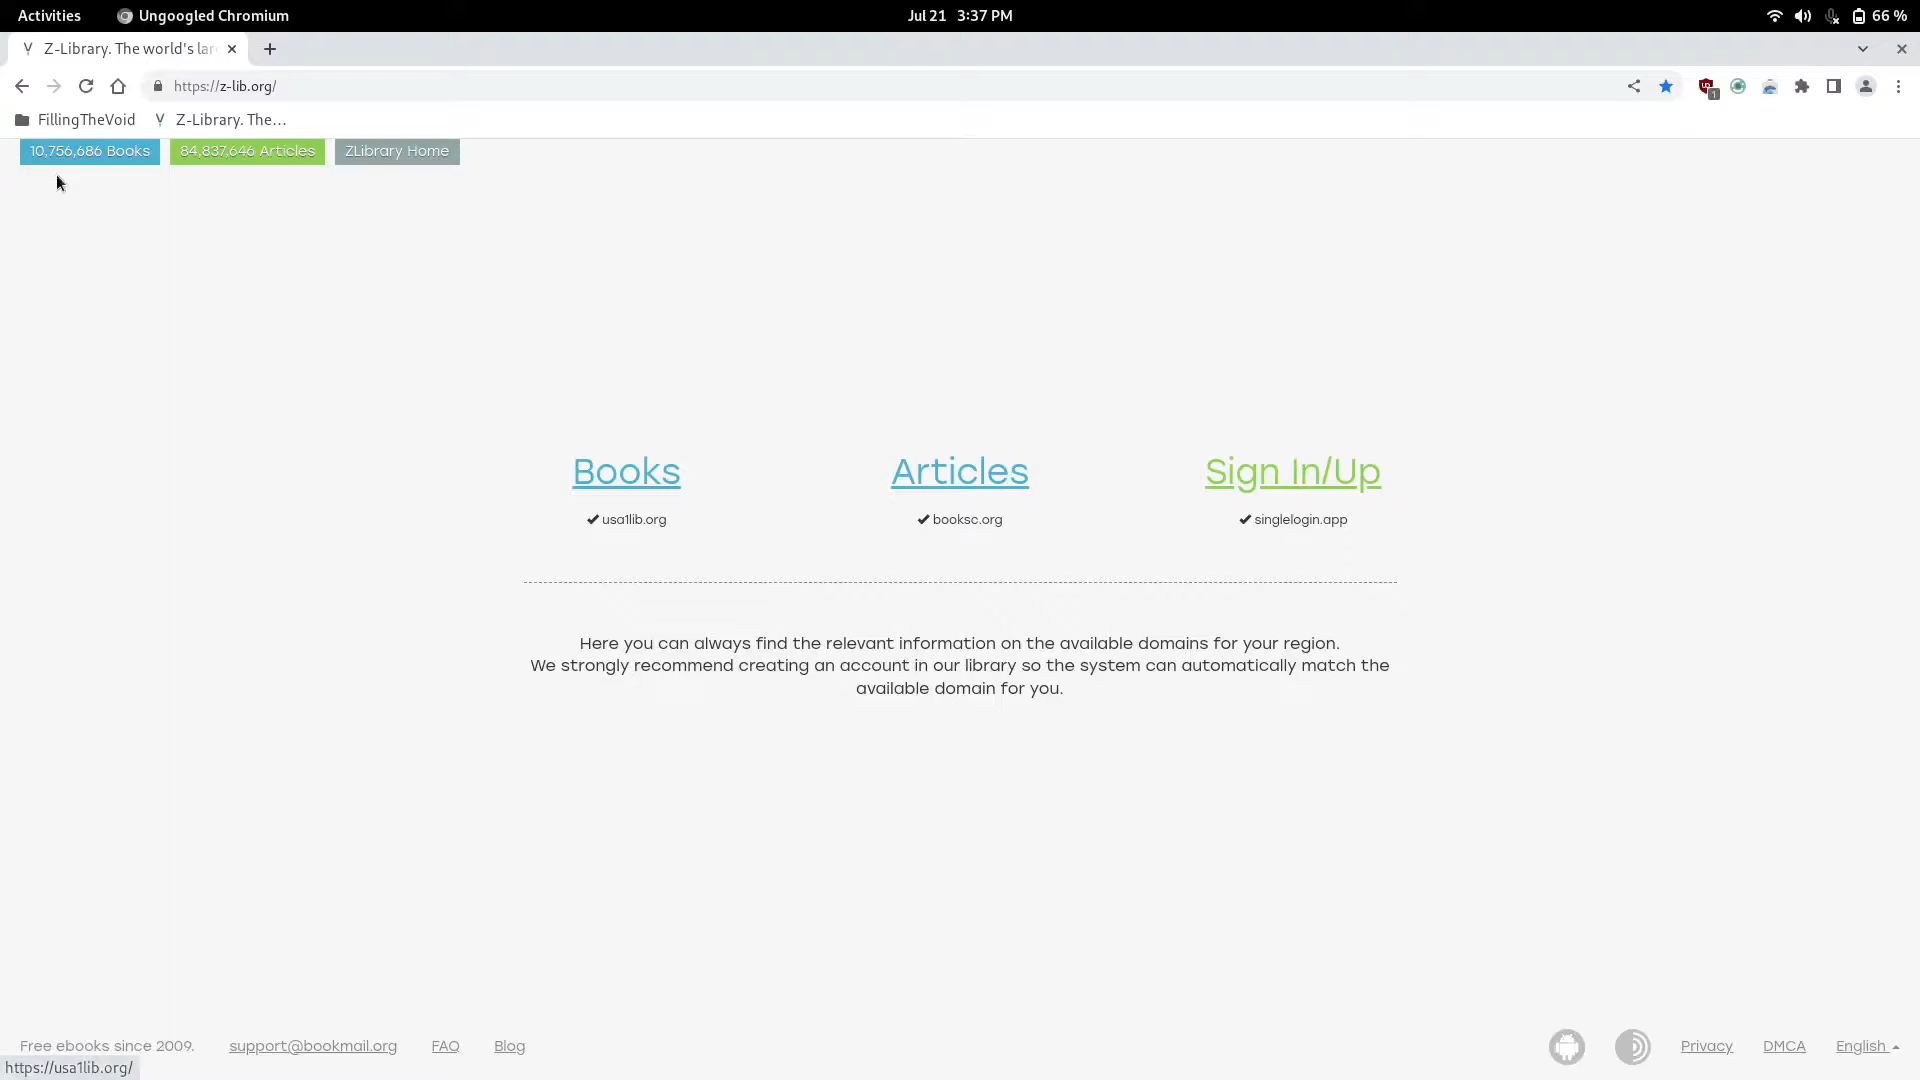 Activities Ungoogled Chromium Jul 21 3:37 PM 66 %
Z-Library. The world's lar
https://z-lib.org/
1
FillingTheVoid Z-Library. The...
10,756,686 Books 84,837,646 Articles ZLibrary Home
Books Articles Sign In/Up
usa1lib.org booksc.org singlelogin.app
Here you can always find the relevant information on the available domains for your region.
We strongly recommend creating an account in our library so the system can automatically match the
available domain for you.
Free ebooks since 2009. support@bookmail.org FAQ Blog Privacy DMCA English
https://usa1lib.org/